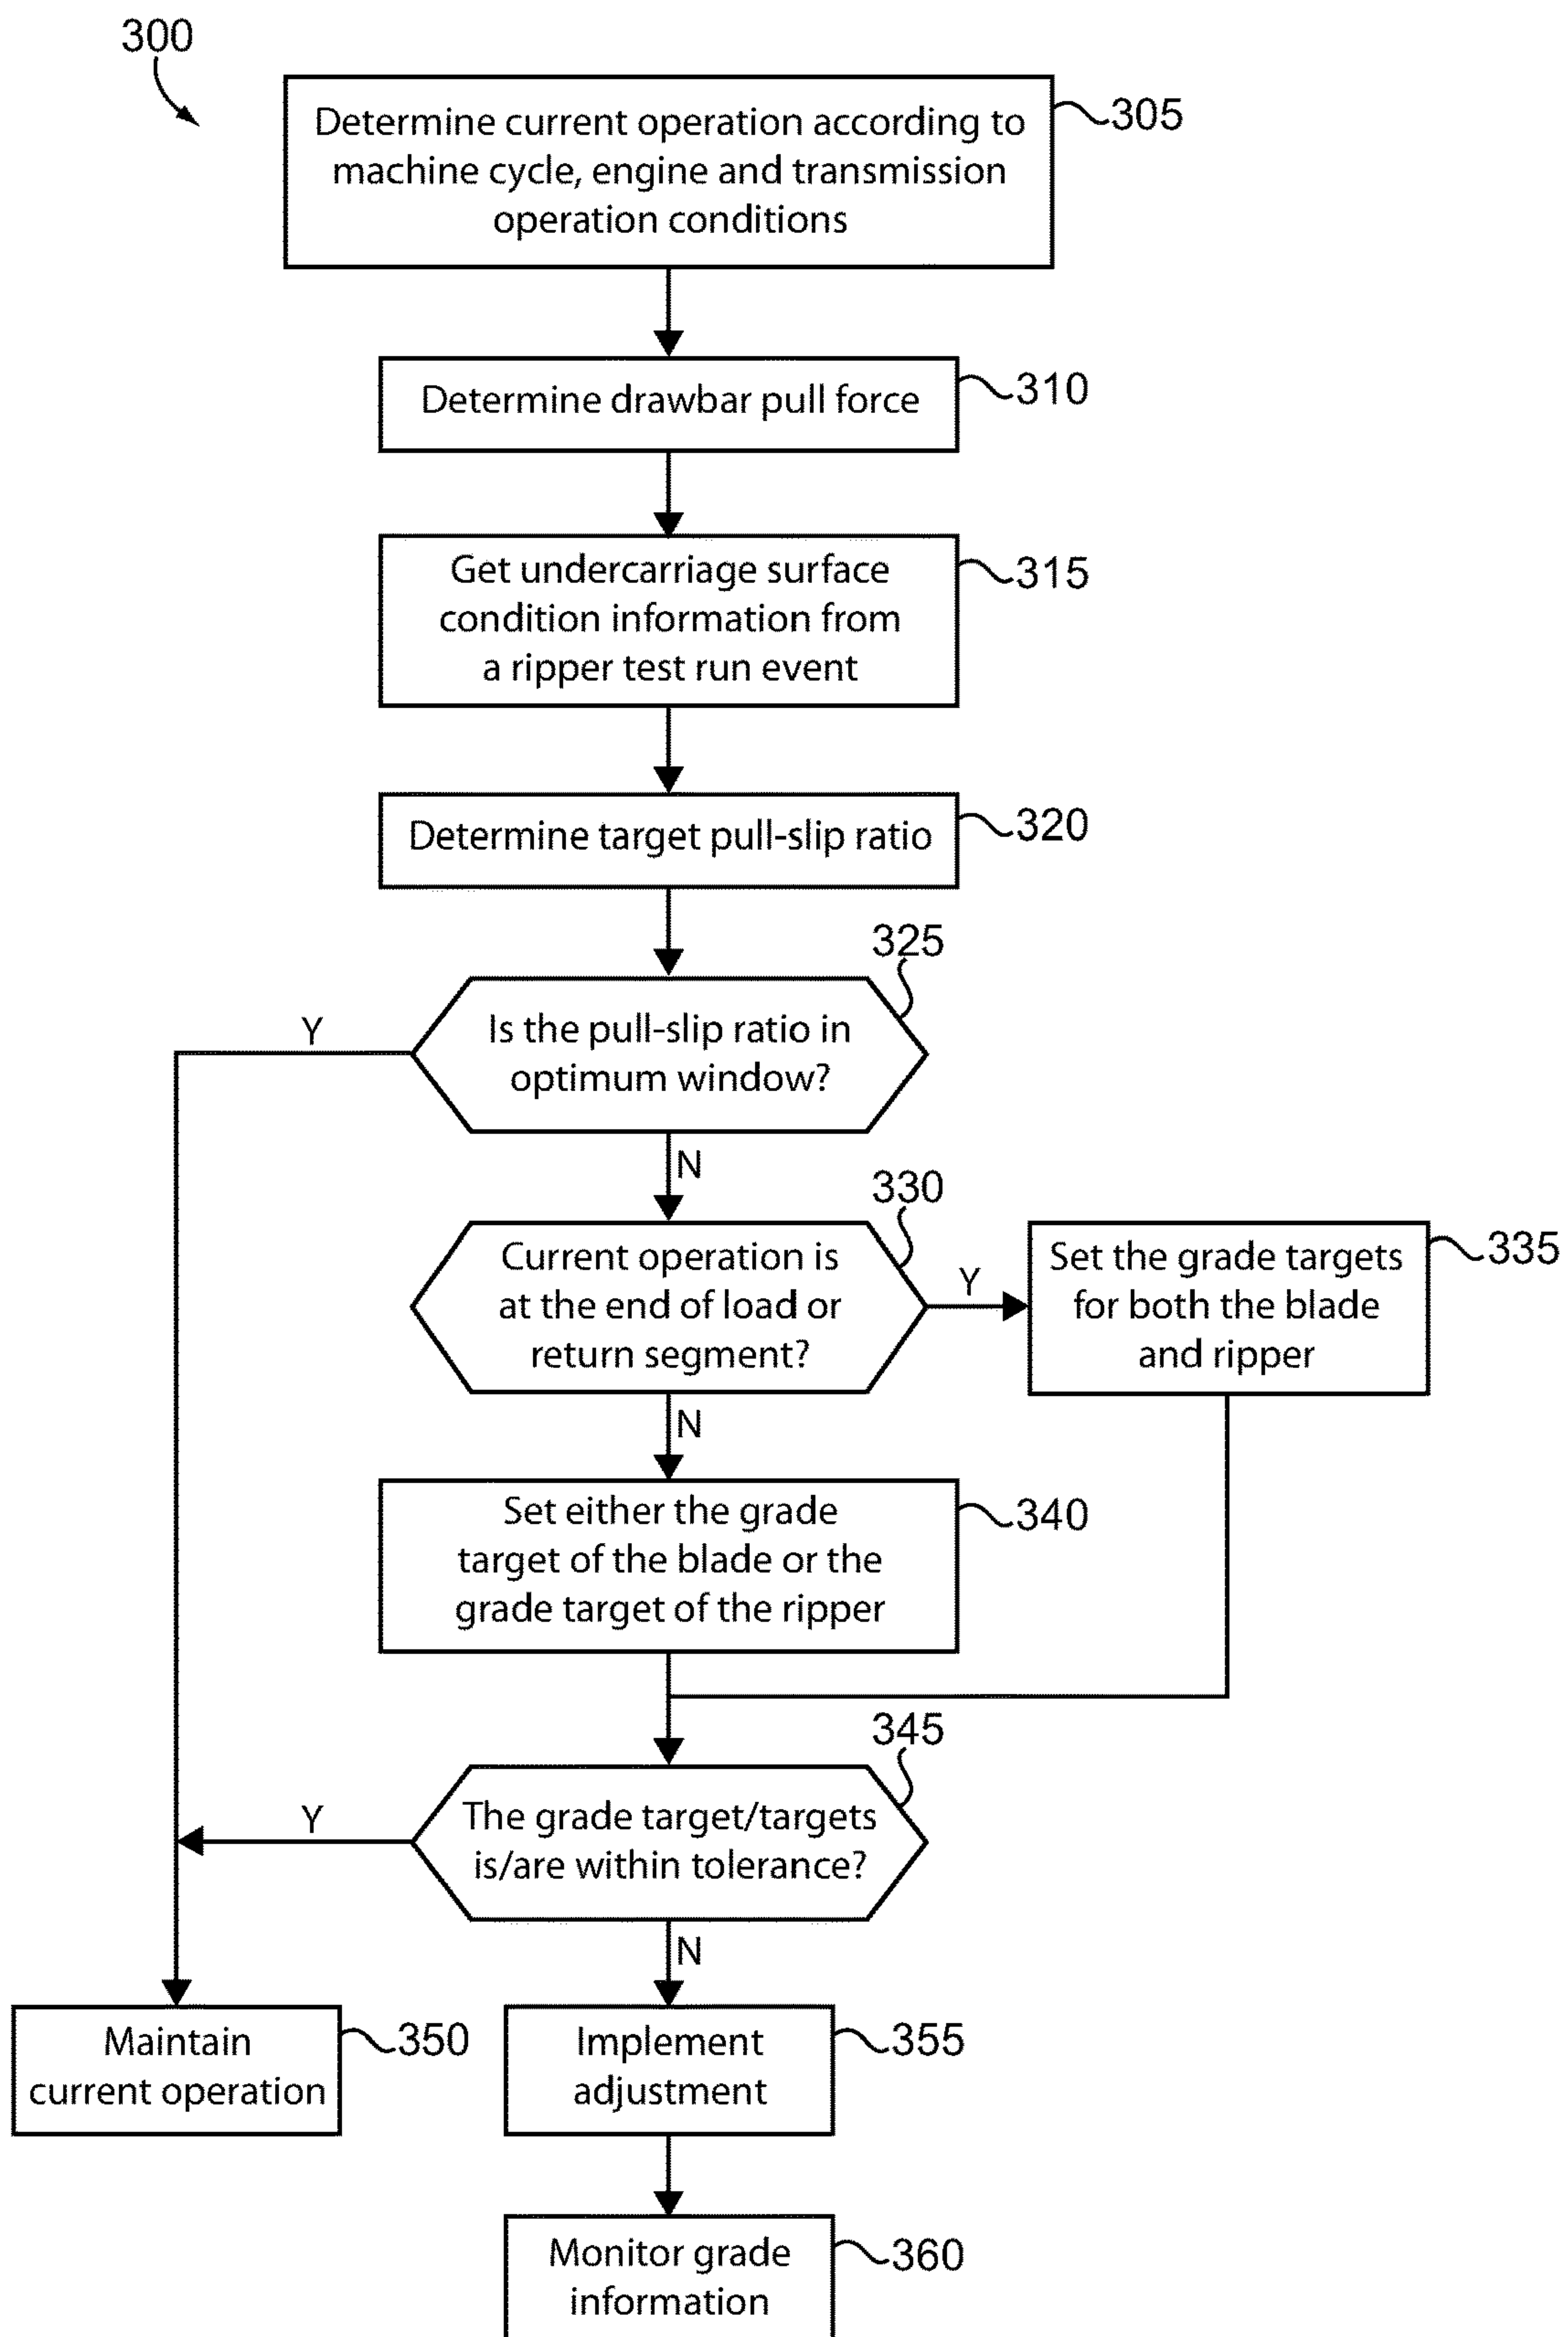 300
Determine current operation according to
machine cycle, engine and transmission
operation conditions
305
Determine drawbar pull force
310
Get undercarriage surface
condition information from
a ripper test run event
315
Determine target pull-slip ratio
320
325
Is the pull-slip ratio in
optimum window?
Y
N
330
Current operation is
at the end of load or
return segment?
Y
Set the grade targets
for both the blade
and ripper
335
N
Set either the grade
target of the blade or the
grade target of the ripper
340
345
The grade target/targets
is/are within tolerance?
Y
N
Maintain
current operation
350
Implement
adjustment
355
Monitor grade
information
360